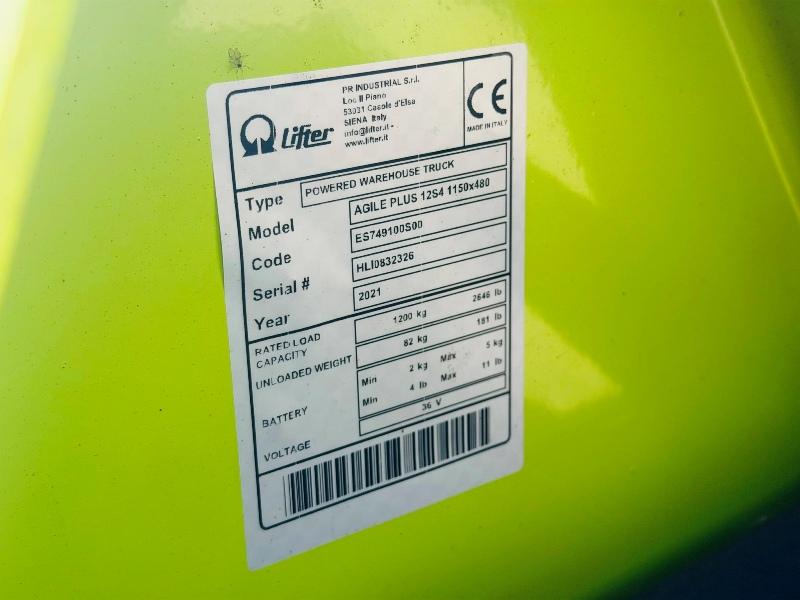 Lifter
PR INDUSTRIAL S.r.l.
Loc Il Piano
53031 Casole d'Elsa
SIENA Italy
info@lifter.it -
www.lifter.it
CE
MADE IN ITALY
Type POWERED WAREHOUSE TRUCK
Model AGILE PLUS 12S4 1150x480
Code ES749100S00
Serial # HLI0832326
Year 2021
RATED LOAD CAPACITY 1200 kg 2646 lb
UNLOADED WEIGHT 82 kg 181 lb
BATTERY Min 2 kg Max 5 kg
Min 4 lb Max 11 lb
VOLTAGE 36 V